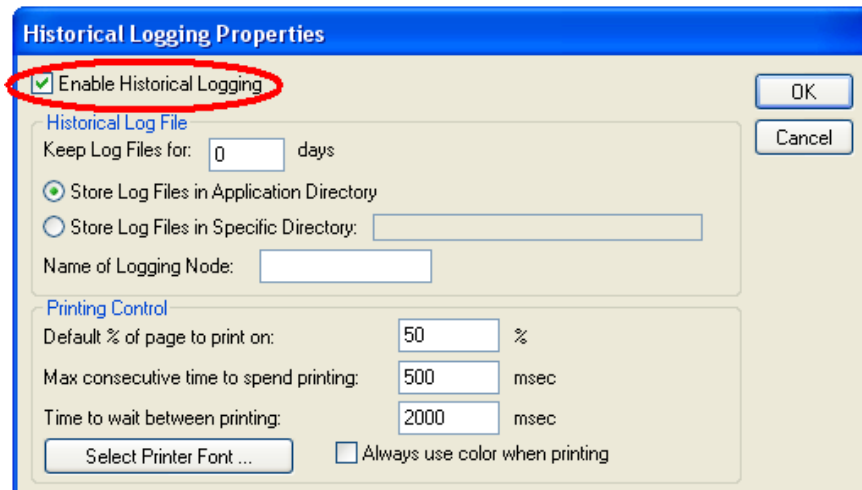 Historical Logging Properties
Enable Historical Logging
OK
Historical Log File
Cancel
Keep Log Files for: 0 days
Store Log Files in Application Directory
Store Log Files in Specific Directory:
Name of Logging Node:
Printing Control
Default % of page to print on: 50 %
Max consecutive time to spend printing: 500 msec
Time to wait between printing: 2000 msec
Select Printer Font ... Always use color when printing